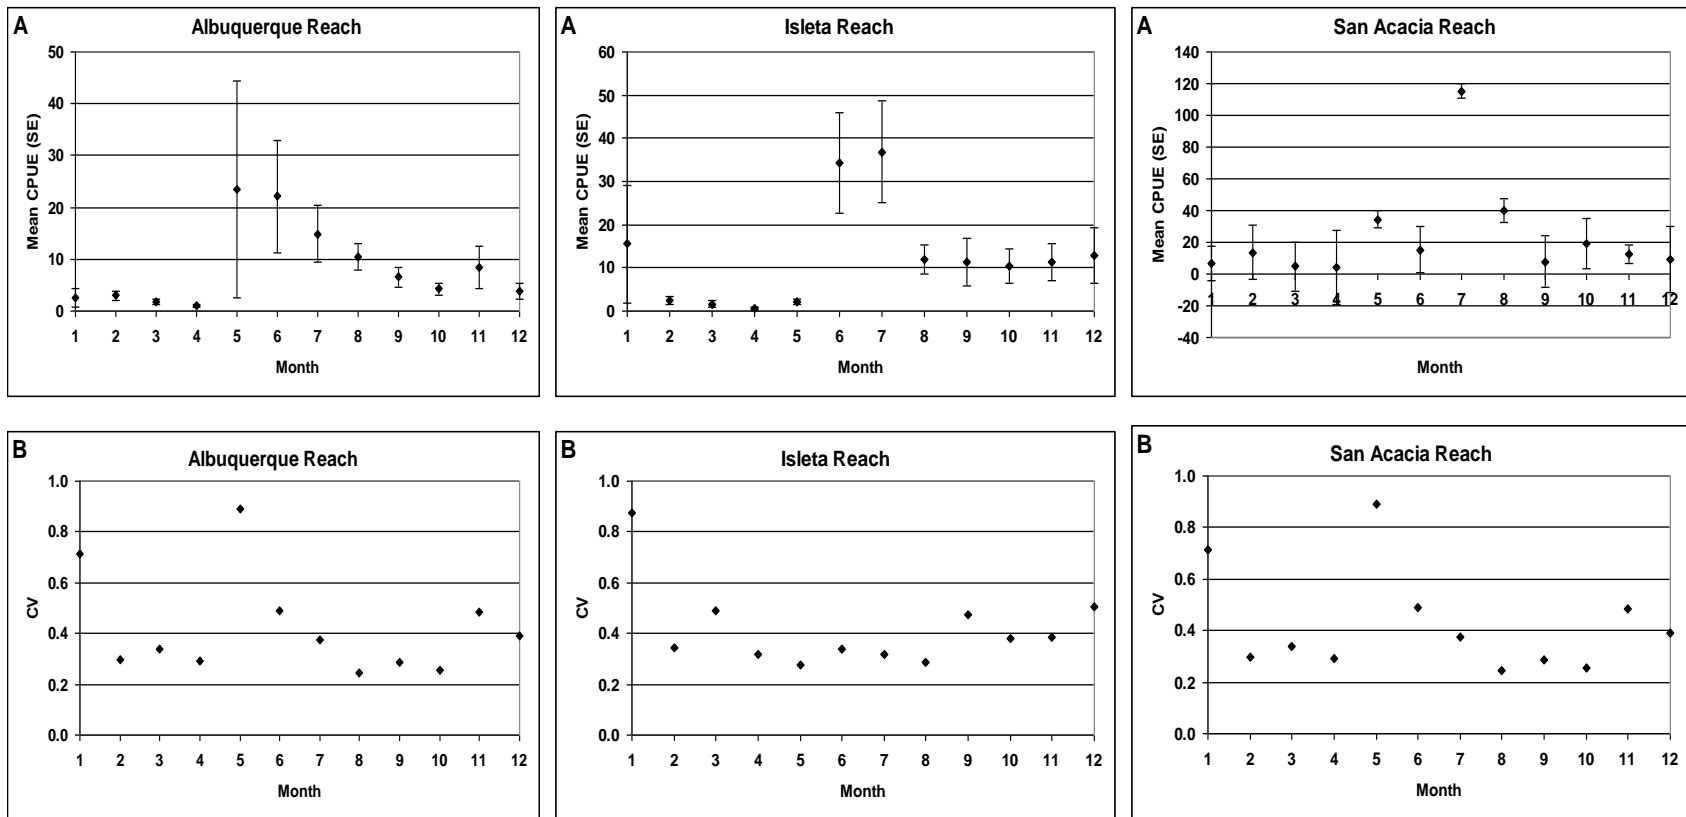 A
Albuquerque Reach
Mean CPUE (SE)
50
40
30
20
10
0
1 2 3 4 5 6 7 8 9 10 11 12
Month
A
Isleta Reach
Mean CPUE (SE)
60
50
40
30
20
10
0
1 2 3 4 5 6 7 8 9 10 11 12
Month
A
San Acacia Reach
Mean CPUE (SE)
140
120
100
80
60
40
20
0
-20
-40
1 2 3 4 5 6 7 8 9 10 11 12
Month
B
Albuquerque Reach
CV
1.0
0.8
0.6
0.4
0.2
0.0
1 2 3 4 5 6 7 8 9 10 11 12
Month
B
Isleta Reach
CV
1.0
0.8
0.6
0.4
0.2
0.0
1 2 3 4 5 6 7 8 9 10 11 12
Month
B
San Acacia Reach
CV
1.0
0.8
0.6
0.4
0.2
0.0
1 2 3 4 5 6 7 8 9 10 11 12
Month